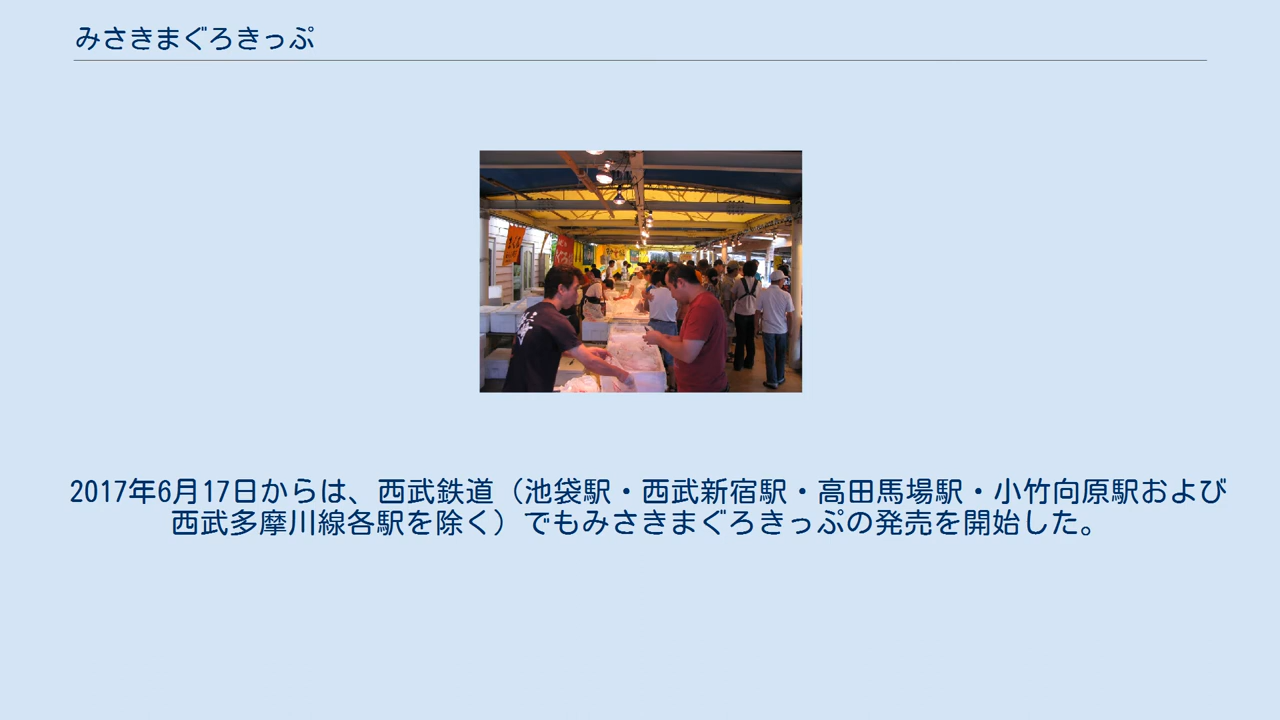 みさきまぐろきっぷ
2017年6月17日からは、西武鉄道（池袋駅・西武新宿駅・高田馬場駅・小竹向原駅および
西武多摩川線各駅を除く）でもみさきまぐろきっぷの発売を開始した。